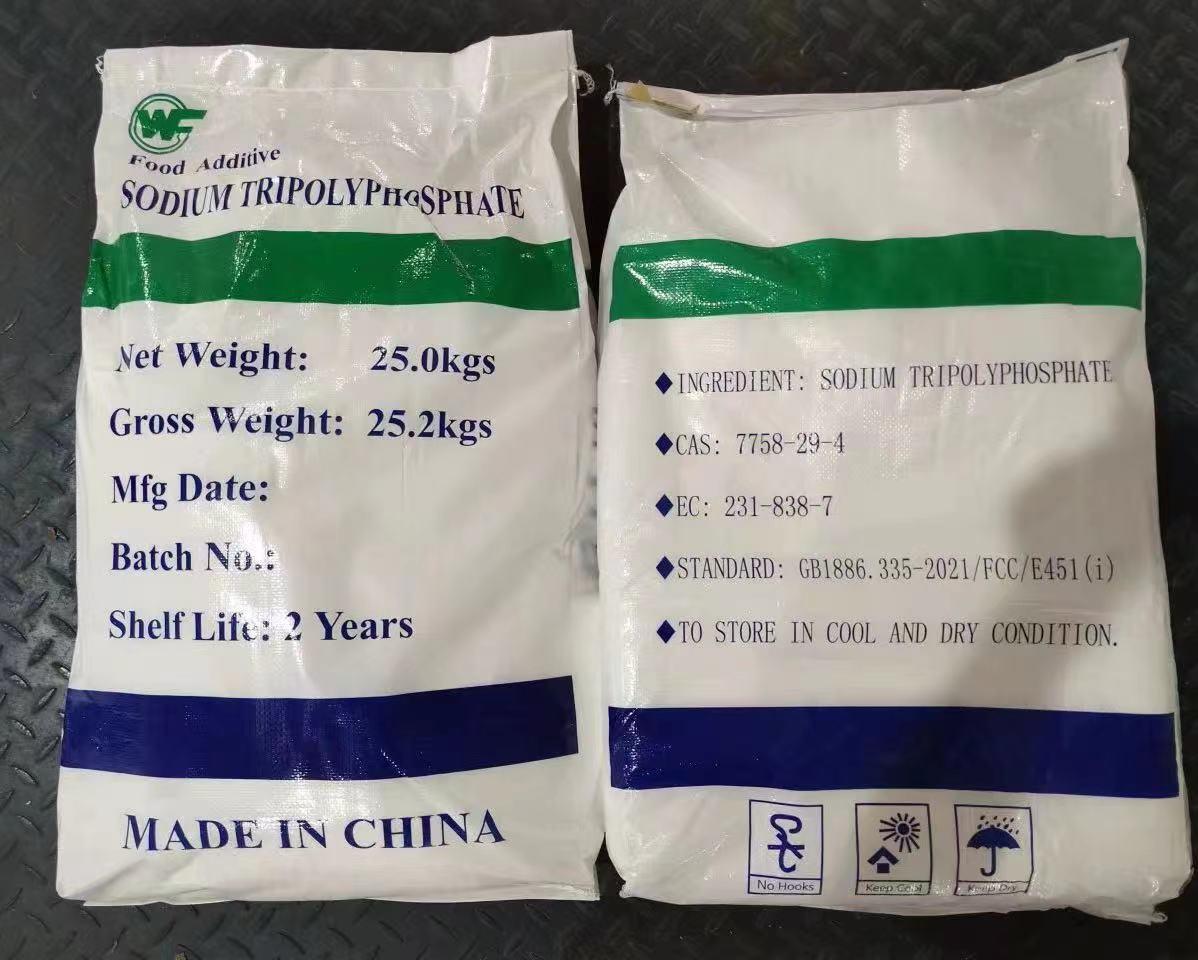 WF
Food Additive
SODIUM TRIPOLYPHOSPHATE
Net Weight: 25.0kgs
Gross Weight: 25.2kgs
Mfg Date:
Batch No.:
Shelf Life: 2 Years
MADE IN CHINA
◆INGREDIENT: SODIUM TRIPOLYPHOSPHATE
◆CAS: 7758-29-4
◆EC: 231-838-7
◆STANDARD: GB1886.335-2021/FCC/E451(i)
◆TO STORE IN COOL AND DRY CONDITION.
No Hooks
Keep Cool
Keep Dry